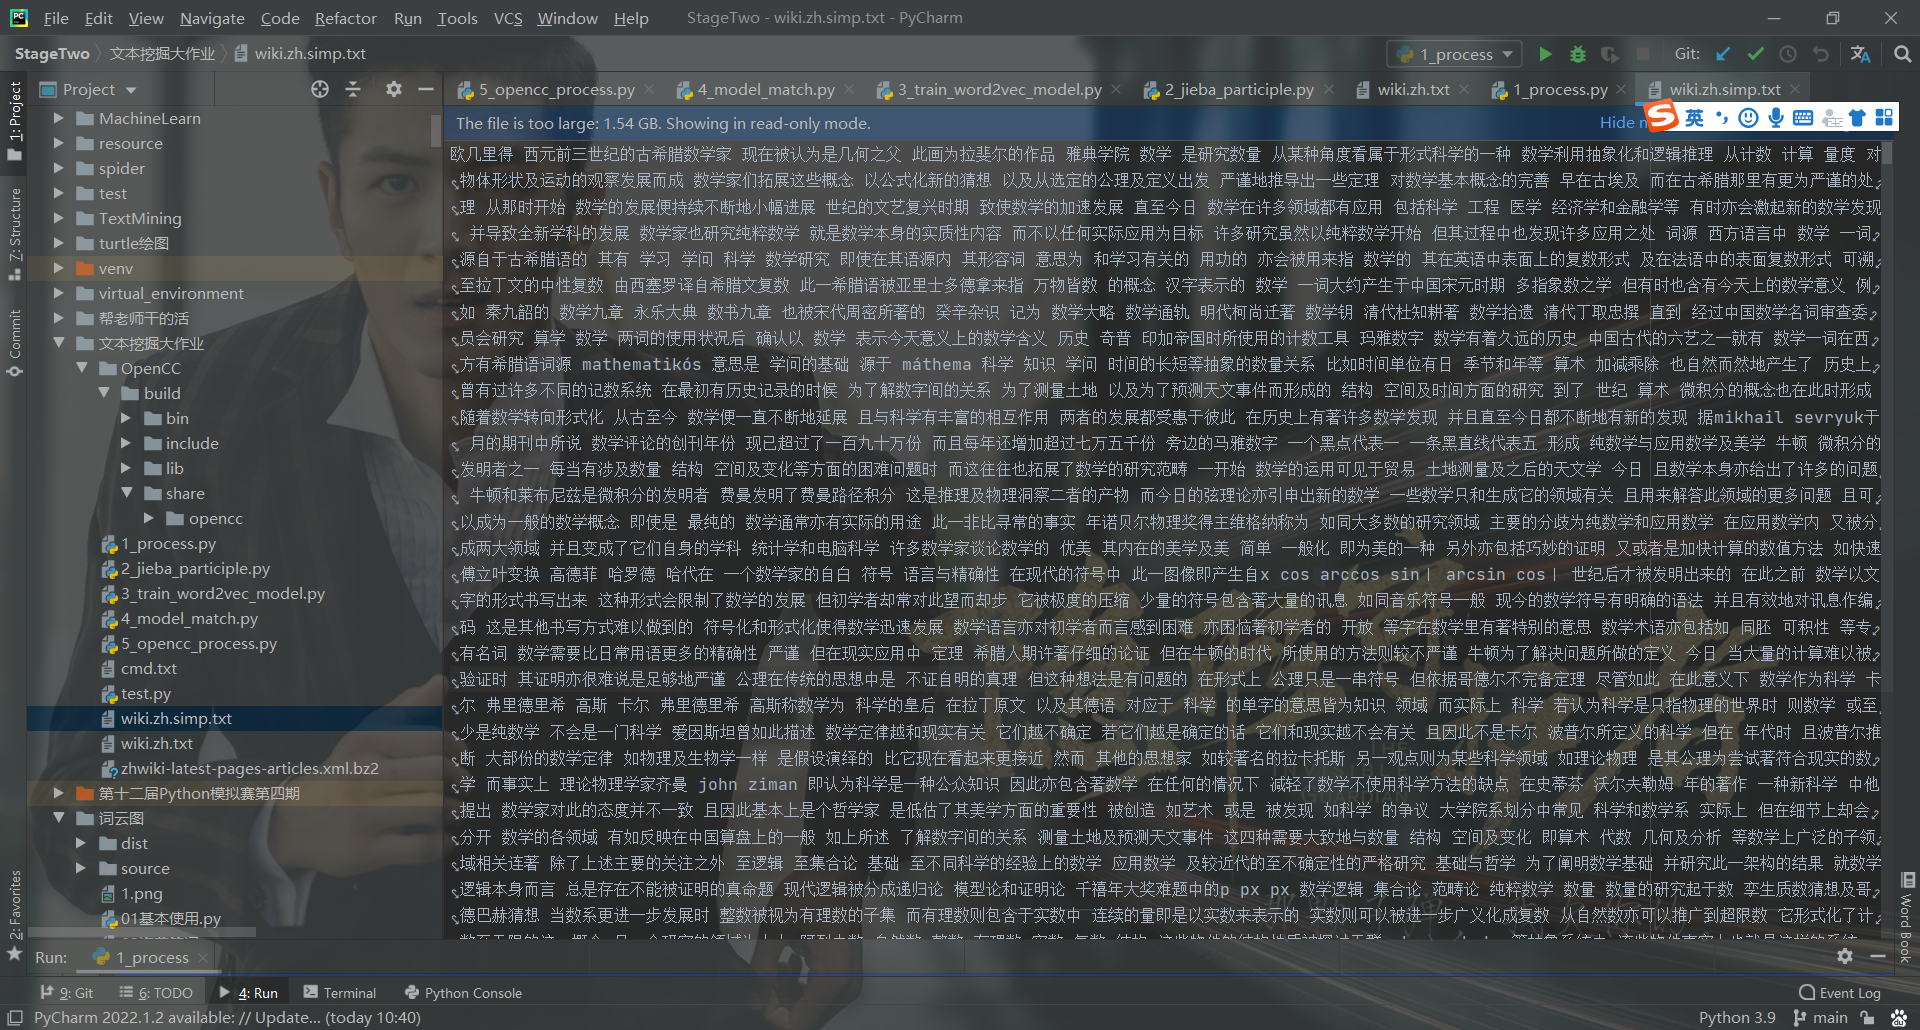 File Edit View Navigate Code Refactor Run Tools VCS Window Help StageTwo - wiki.zh.simp.txt - PyCharm
StageTwo 文本挖掘大作业 wiki.zh.simp.txt 1_process Git:
Project 5_opencc_process.py 4_model_match.py 3_train_word2vec_model.py 2_jieba_participle.py wiki.zh.txt 1_process.py wiki.zh.simp.txt
The file is too large: 1.54 GB. Showing in read-only mode. Hide n 英
1: Project
7: Structure
Commit
2: Favorites
MachineLearn
resource
spider
test
TextMining
turtle绘图
venv
virtual_environment
帮老师干的活
文本挖掘大作业
OpenCC
build
bin
include
lib
share
opencc
1_process.py
2_jieba_participle.py
3_train_word2vec_model.py
4_model_match.py
5_opencc_process.py
cmd.txt
test.py
wiki.zh.simp.txt
wiki.zh.txt
zhwiki-latest-pages-articles.xml.bz2
第十二届Python模拟赛第四期
词云图
dist
source
1.png
01基本使用.py
欧几里得 西元前三世纪的古希腊数学家 现在被认为是几何之父 此画为拉斐尔的作品 雅典学院 数学 是研究数量 从某种角度看属于形式科学的一种 数学利用抽象化和逻辑推理 从计数 计算 量度 对
物体形状及运动的观察发展而成 数学家们拓展这些概念 以公式化新的猜想 以及从选定的公理及定义出发 严谨地推导出一些定理 对数学基本概念的完善 早在古埃及 而在古希腊那里有更为严谨的处
理 从那时开始 数学的发展便持续不断地小幅进展 世纪的文艺复兴时期 致使数学的加速发展 直至今日 数学在许多领域都有应用 包括科学 工程 医学 经济学和金融学等 有时亦会激起新的数学发现
并导致全新学科的发展 数学家也研究纯粹数学 就是数学本身的实质性内容 而不以任何实际应用为目标 许多研究虽然以纯粹数学开始 但其过程中也发现许多应用之处 词源 西方语言中 数学 一词
源自于古希腊语的 其有 学习 学问 科学 数学研究 即使在其语源内 其形容词 意思为 和学习有关的 用功的 亦会被用来指 数学的 其在英语中表面上的复数形式 及在法语中的表面复数形式 可溯
至拉丁文的中性复数 由西塞罗译自希腊文复数 此一希腊语被亚里士多德拿来指 万物皆数 的概念 汉字表示的 数学 一词大约产生于中国宋元时期 多指象数之学 但有时也含有今天上的数学意义 例
如 秦九韶的 数学九章 永乐大典 数书九章 也被宋代周密所著的 癸辛杂识 记为 数学大略 数学通轨 明代柯尚迁著 数学钥 清代杜知耕著 数学拾遗 清代丁取忠撰 直到 经过中国数学名词审查委
员会研究 算学 数学 两词的使用状况后 确认以 数学 表示今天意义上的数学含义 历史 奇普 印加帝国时所使用的计数工具 玛雅数字 数学有着久远的历史 中国古代的六艺之一就有 数学一词在西
方有希腊语词源 mathematikós 意思是 学问的基础 源于 máthema 科学 知识 学问 时间的长短等抽象的数量关系 比如时间单位有日 季节和年等 算术 加减乘除 也自然而然地产生了 历史上
曾有过许多不同的记数系统 在最初有历史记录的时候 为了解数字间的关系 为了测量土地 以及为了预测天文事件而形成的 结构 空间及时间方面的研究 到了 世纪 算术 微积分的概念也在此时形成
随着数学转向形式化 从古至今 数学便一直不断地延展 且与科学有丰富的相互作用 两者的发展都受惠于彼此 在历史上有著许多数学发现 并且直至今日都不断地有新的发现 据mikhail sevryuk于
月的期刊中所说 数学评论的创刊年份 现已超过了一百九十万份 而且每年还增加超过七万五千份 旁边的马雅数字 一个黑点代表一 一条黑直线代表五 形成 纯数学与应用数学及美学 牛顿 微积分的
发明者之一 每当有涉及数量 结构 空间及变化等方面的困难问题时 而这往往也拓展了数学的研究范畴 一开始 数学的运用可见于贸易 土地测量及之后的天文学 今日 且数学本身亦给出了许多的问题
牛顿和莱布尼兹是微积分的发明者 费曼发明了费曼路径积分 这是推理及物理洞察二者的产物 而今日的弦理论亦引申出新的数学 一些数学只和生成它的领域有关 且用来解答此领域的更多问题 且可
以成为一般的数学概念 即使是 最纯的 数学通常亦有实际的用途 此一非比寻常的事实 年诺贝尔物理奖得主维格纳称为 如同大多数的研究领域 主要的分歧为纯数学和应用数学 在应用数学内 又被分
成两大领域 并且变成了它们自身的学科 统计学和电脑科学 许多数学家谈论数学的 优美 其内在的美学及美 简单 一般化 即为美的一种 另外亦包括巧妙的证明 又或者是加快计算的数值方法 如快速
傅立叶变换 高德菲 哈罗德 哈代在 一个数学家的自白 符号 语言与精确性 在现代的符号中 此一图像即产生自x cos arccos sin| arcsin cos| 世纪后才被发明出来的 在此之前 数学以文
字的形式书写出来 这种形式会限制了数学的发展 但初学者却常对此望而却步 它被极度的压缩 少量的符号包含著大量的讯息 如同音乐符号一般 现今的数学符号有明确的语法 并且有效地对讯息作编
码 这是其他书写方式难以做到的 符号化和形式化使得数学迅速发展 数学语言亦对初学者而言感到困难 亦困恼著初学者的 开放 等字在数学里有著特别的意思 数学术语亦包括如 同胚 可积性 等专
有名词 数学需要比日常用语更多的精确性 严谨 但在现实应用中 定理 希腊人期许著仔细的论证 但在牛顿的时代 所使用的方法则较不严谨 牛顿为了解决问题所做的定义 今日 当大量的计算难以被
验证时 其证明亦很难说是足够地严谨 公理在传统的思想中是 不证自明的真理 但这种想法是有问题的 在形式上 公理只是一串符号 但依据哥德尔不完备定理 尽管如此 在此意义下 数学作为科学 卡
尔 弗里德里希 高斯 卡尔 弗里德里希 高斯称数学为 科学的皇后 在拉丁原文 以及其德语 对应于 科学 的单字的意思皆为知识 领域 而实际上 科学 若认为科学是只指物理的世界时 则数学 或至
少是纯数学 不会是一门科学 爱因斯坦曾如此描述 数学定律越和现实有关 它们越不确定 若它们越是确定的话 它们和现实越不会有关 且因此不是卡尔 波普尔所定义的科学 但在 年代时 且波普尔推
断 大部份的数学定律 如物理及生物学一样 是假设演绎的 比它现在看起来更接近 然而 其他的思想家 如较著名的拉卡托斯 另一观点则为某些科学领域 如理论物理 是其公理为尝试著符合现实的数
学 而事实上 理论物理学家齐曼 john ziman 即认为科学是一种公众知识 因此亦包含著数学 在任何的情况下 减轻了数学不使用科学方法的缺点 在史蒂芬 沃尔夫勒姆 年的著作 一种新科学 中他
提出 数学家对此的态度并不一致 且因此基本上是个哲学家 是低估了其美学方面的重要性 被创造 如艺术 或是 被发现 如科学 的争议 大学院系划分中常见 科学和数学系 实际上 但在细节上却会
分开 数学的各领域 有如反映在中国算盘上的一般 如上所述 了解数字间的关系 测量土地及预测天文事件 这四种需要大致地与数量 结构 空间及变化 即算术 代数 几何及分析 等数学上广泛的子领
域相关连著 除了上述主要的关注之外 至逻辑 至集合论 基础 至不同科学的经验上的数学 应用数学 及较近代的至不确定性的严格研究 基础与哲学 为了阐明数学基础 并研究此一架构的结果 就数学
逻辑本身而言 总是存在不能被证明的真命题 现代逻辑被分成递归论 模型论和证明论 千禧年大奖难题中的p px px 数学逻辑 集合论 范畴论 纯粹数学 数量 数量的研究起于数 孪生质数猜想及哥
德巴赫猜想 当数系更进一步发展时 整数被视为有理数的子集 而有理数则包含于实数中 连续的量即是以实数来表示的 实数则可以被进一步广义化成复数 从自然数亦可以推广到超限数 它形式化了计
Word Book
Run: 1_process
9: Git 6: TODO 4: Run Terminal Python Console Event Log
PyCharm 2022.1.2 available: // Update... (today 10:40) Python 3.9 main